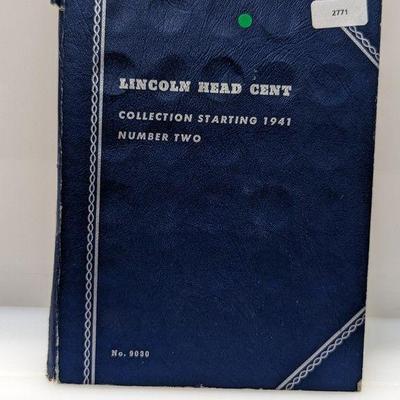 2771
LINCOLN HEAD CENT
COLLECTION STARTING 1941
NUMBER TWO
No. 9030